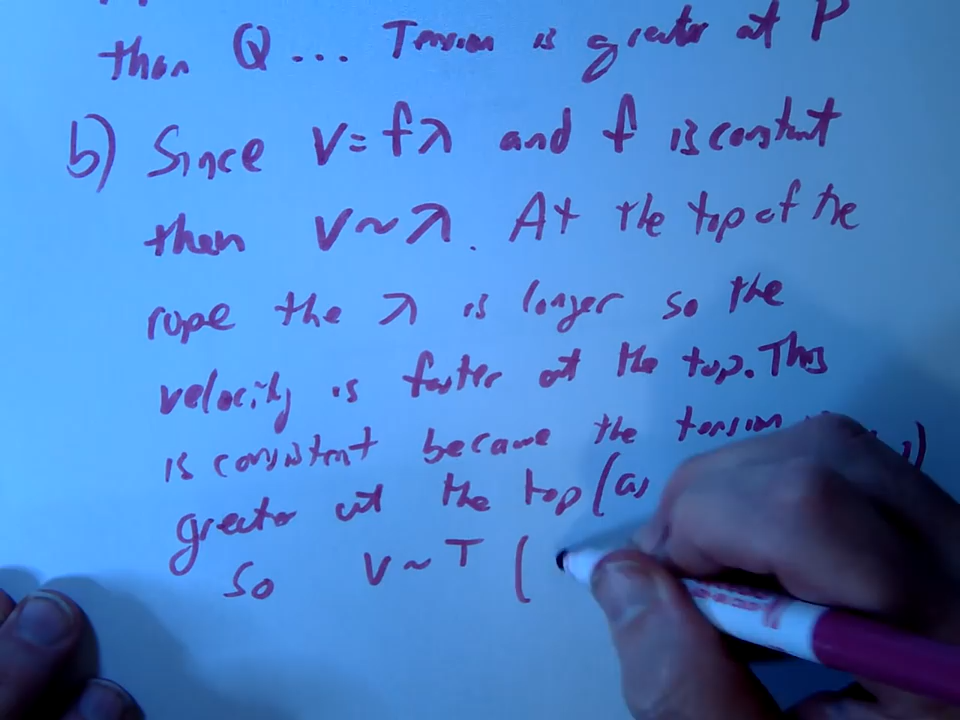 than Q ... Tension is greater at P
b) Since v=fλ and f is constant
then v~λ. At the top of the
rope the λ is longer so the
velocity is faster at the top. This
is consistent because the tension
greater at the top (as
so v~T (